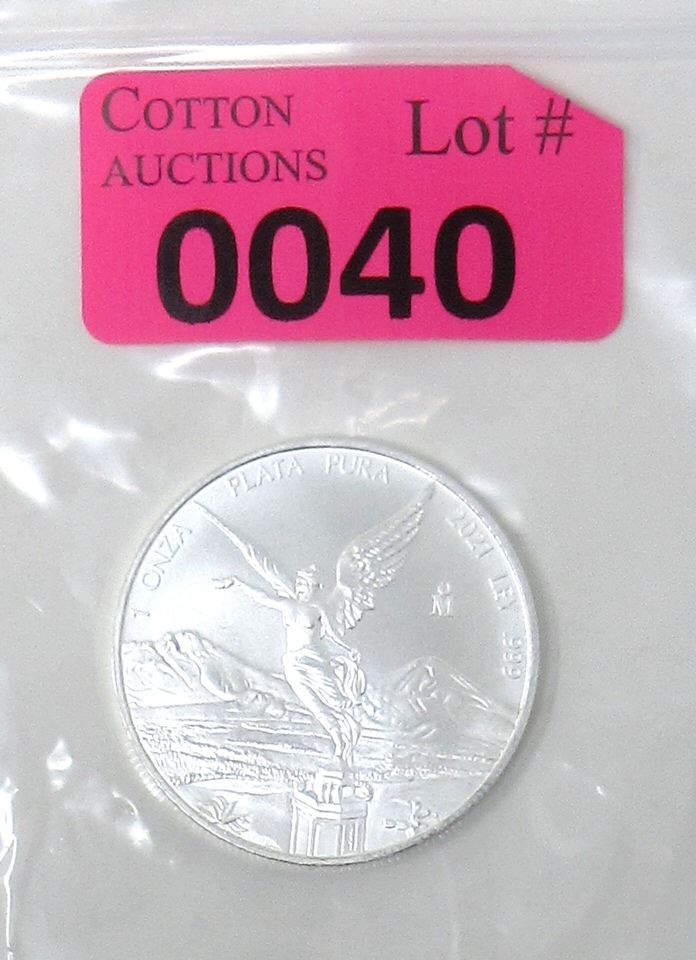 COTTON
AUCTIONS
Lot #
0040
1 ONZA PLATA PURA 2021 LEY .999
M